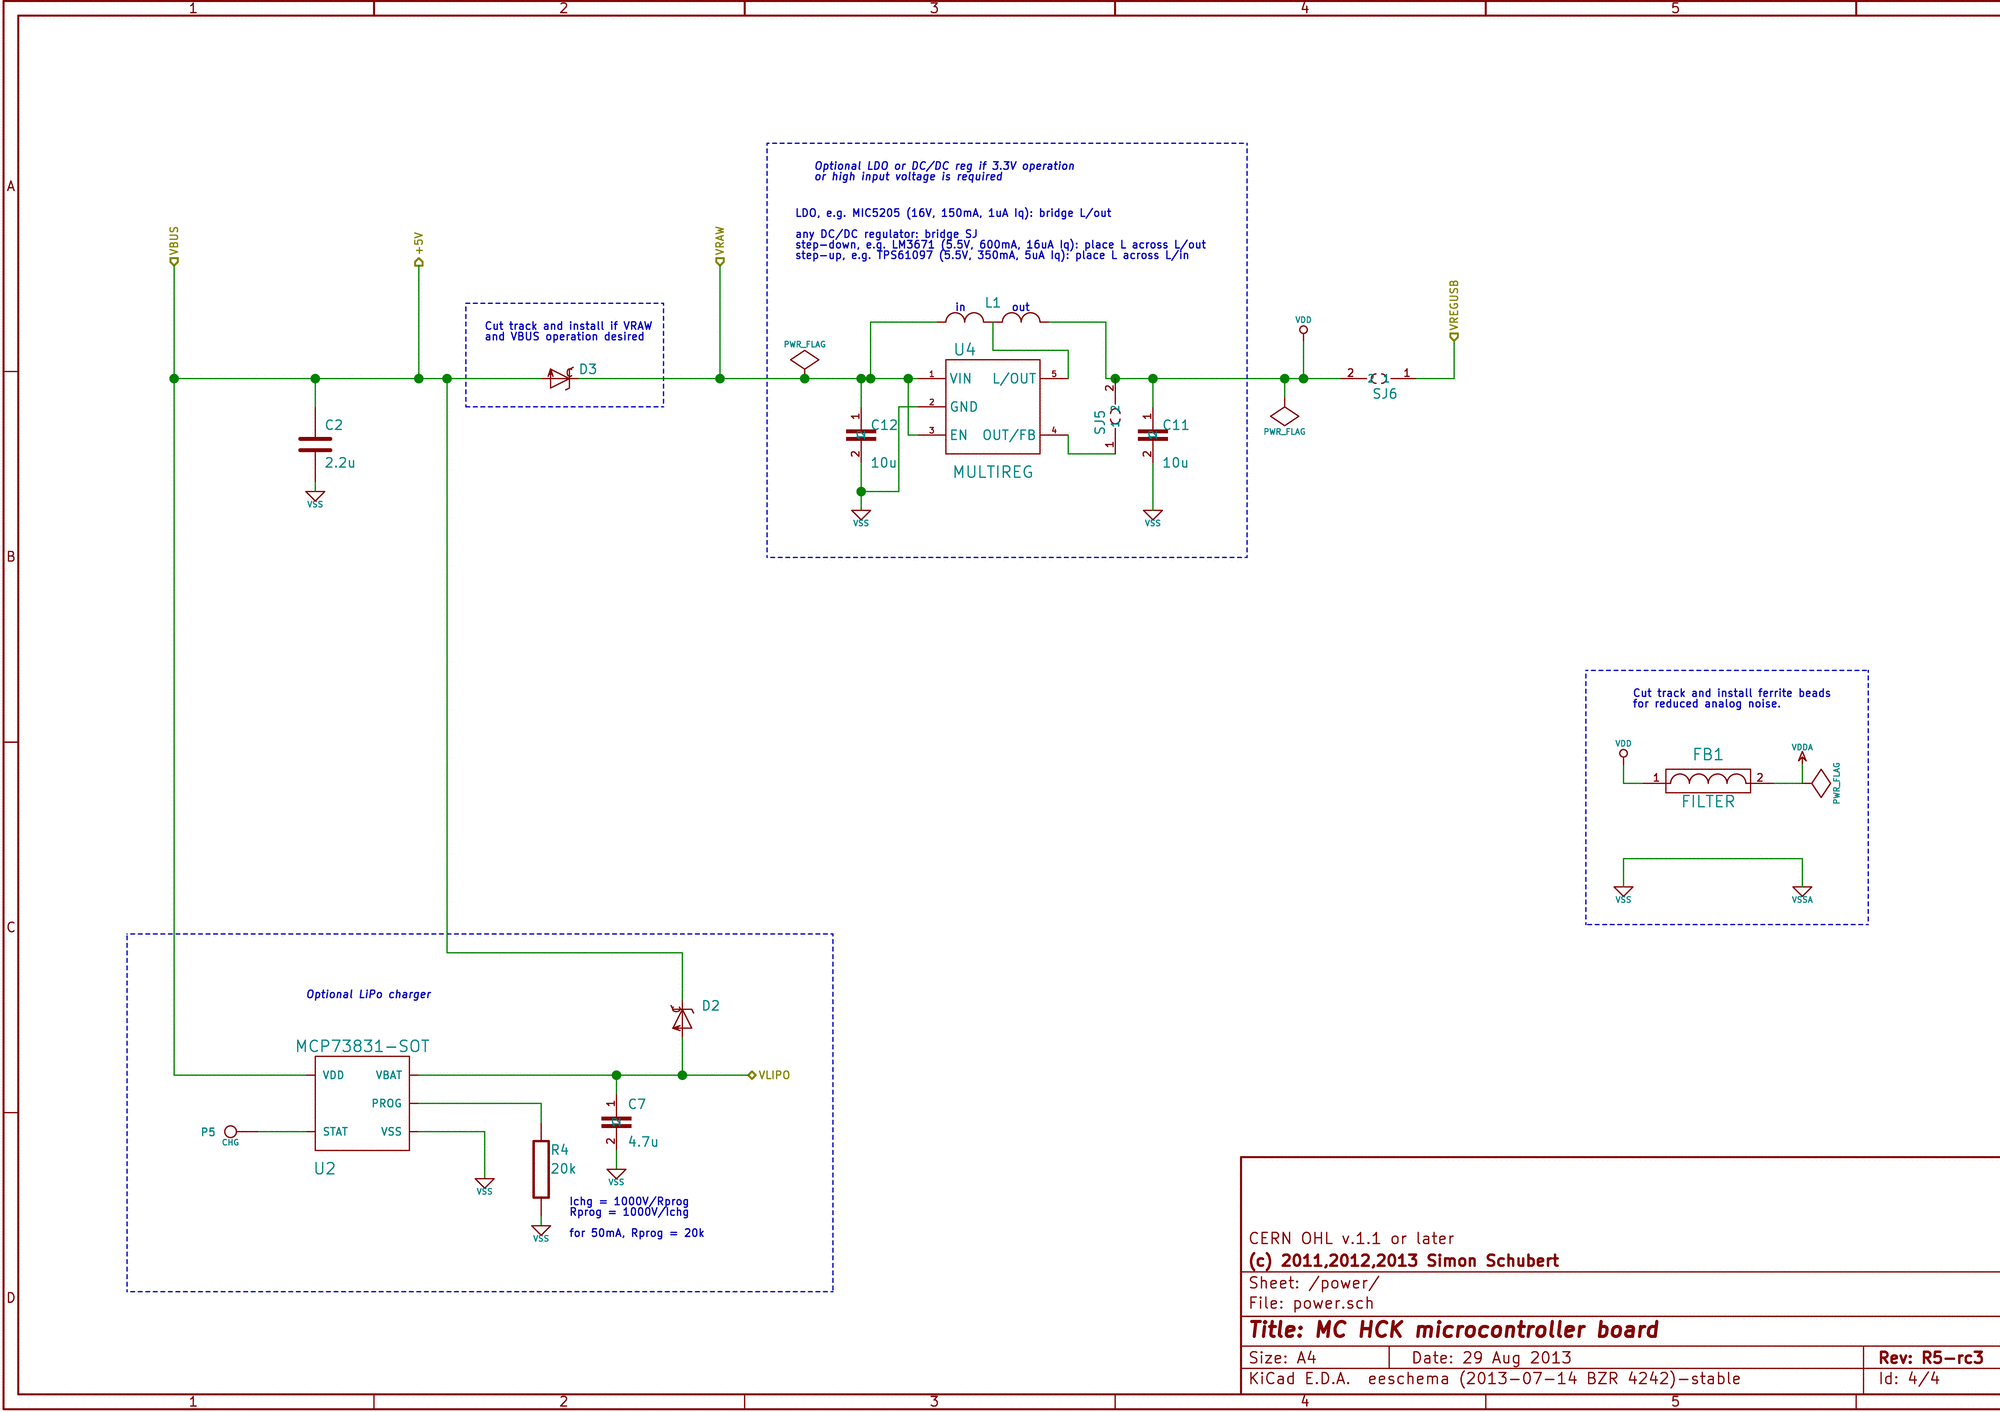 1
2
3
4
5
A
B
C
D
Optional LDO or DC/DC reg if 3.3V operation
or high input voltage is required
LDO, e.g. MIC5205 (16V, 150mA, 1uA Iq): bridge L/out
any DC/DC regulator: bridge SJ
step-down, e.g. LM3671 (5.5V, 600mA, 16uA Iq): place L across L/out
step-up, e.g. TPS61097 (5.5V, 350mA, 5uA Iq): place L across L/in
VBUS
+5V
VRAW
VREGUSB
Cut track and install if VRAW
and VBUS operation desired
D3
PWR_FLAG
in
L1
out
U4
1
VIN
L/OUT
5
2
GND
3
EN
OUT/FB
4
MULTIREG
C2
2.2u
VSS
1
C12
2
10u
VSS
2
SJ5
1
1
C11
2
10u
VSS
VDD
PWR_FLAG
2
1
SJ6
Cut track and install ferrite beads
for reduced analog noise.
VDD
FB1
1
2
FILTER
VDDA
PWR_FLAG
VSS
VSSA
Optional LiPo charger
D2
MCP73831-SOT
VDD
VBAT
PROG
STAT
VSS
U2
P5
CHG
VLIPO
1
C7
2
4.7u
VSS
R4
20k
VSS
VSS
Ichg = 1000V/Rprog
Rprog = 1000V/Ichg
for 50mA, Rprog = 20k
CERN OHL v.1.1 or later
(c) 2011,2012,2013 Simon Schubert
Sheet: /power/
File: power.sch
Title: MC HCK microcontroller board
Size: A4
Date: 29 Aug 2013
Rev: R5-rc3
KiCad E.D.A.  eeschema (2013-07-14 BZR 4242)-stable
Id: 4/4
1
2
3
4
5